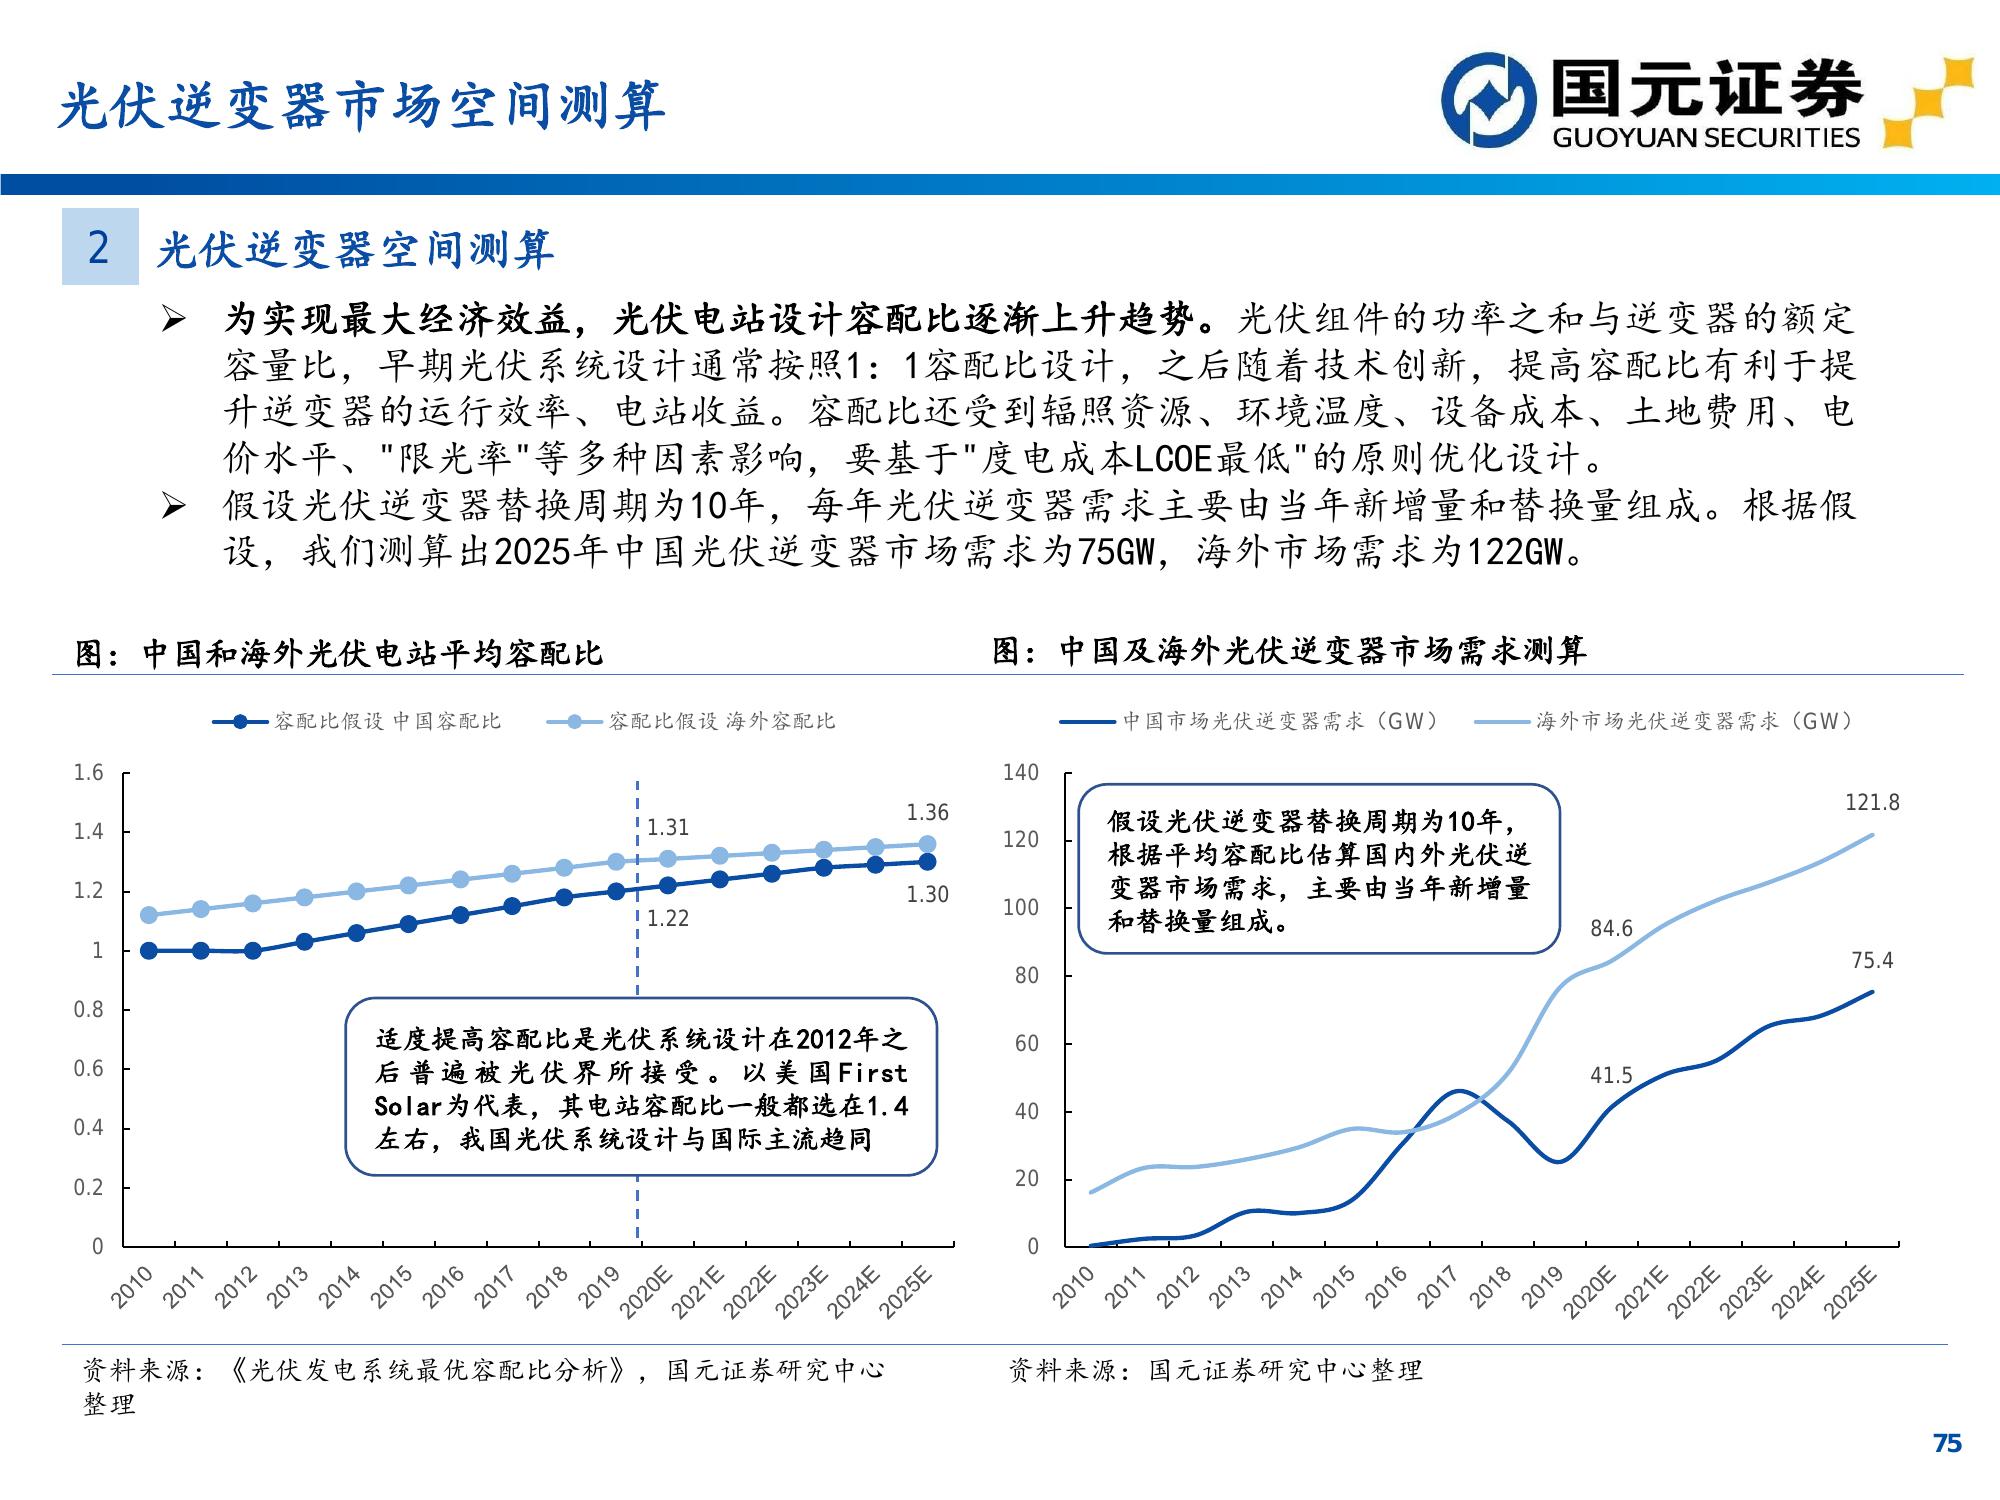 光伏逆变器市场空间测算
国元证券
GUOYUAN SECURITIES
2 光伏逆变器空间测算
➢ 为实现最大经济效益，光伏电站设计容配比逐渐上升趋势。光伏组件的功率之和与逆变器的额定
容量比，早期光伏系统设计通常按照1：1容配比设计，之后随着技术创新，提高容配比有利于提
升逆变器的运行效率、电站收益。容配比还受到辐照资源、环境温度、设备成本、土地费用、电
价水平、"限光率"等多种因素影响，要基于"度电成本LCOE最低"的原则优化设计。
➢ 假设光伏逆变器替换周期为10年，每年光伏逆变器需求主要由当年新增量和替换量组成。根据假
设，我们测算出2025年中国光伏逆变器市场需求为75GW，海外市场需求为122GW。
图：中国和海外光伏电站平均容配比
容配比假设 中国容配比 容配比假设 海外容配比
1.6
1.4
1.2
1
0.8
0.6
0.4
0.2
0
1.31
1.36
1.22
1.30
适度提高容配比是光伏系统设计在2012年之
后普遍被光伏界所接受。以美国First
Solar为代表，其电站容配比一般都选在1.4
左右，我国光伏系统设计与国际主流趋同
2010 2011 2012 2013 2014 2015 2016 2017 2018 2019 2020E 2021E 2022E 2023E 2024E 2025E
资料来源：《光伏发电系统最优容配比分析》，国元证券研究中心
整理
图：中国及海外光伏逆变器市场需求测算
中国市场光伏逆变器需求（GW） 海外市场光伏逆变器需求（GW）
140
120
100
80
60
40
20
0
假设光伏逆变器替换周期为10年，
根据平均容配比估算国内外光伏逆
变器市场需求，主要由当年新增量
和替换量组成。
121.8
84.6
75.4
41.5
2010 2011 2012 2013 2014 2015 2016 2017 2018 2019 2020E 2021E 2022E 2023E 2024E 2025E
资料来源：国元证券研究中心整理
75